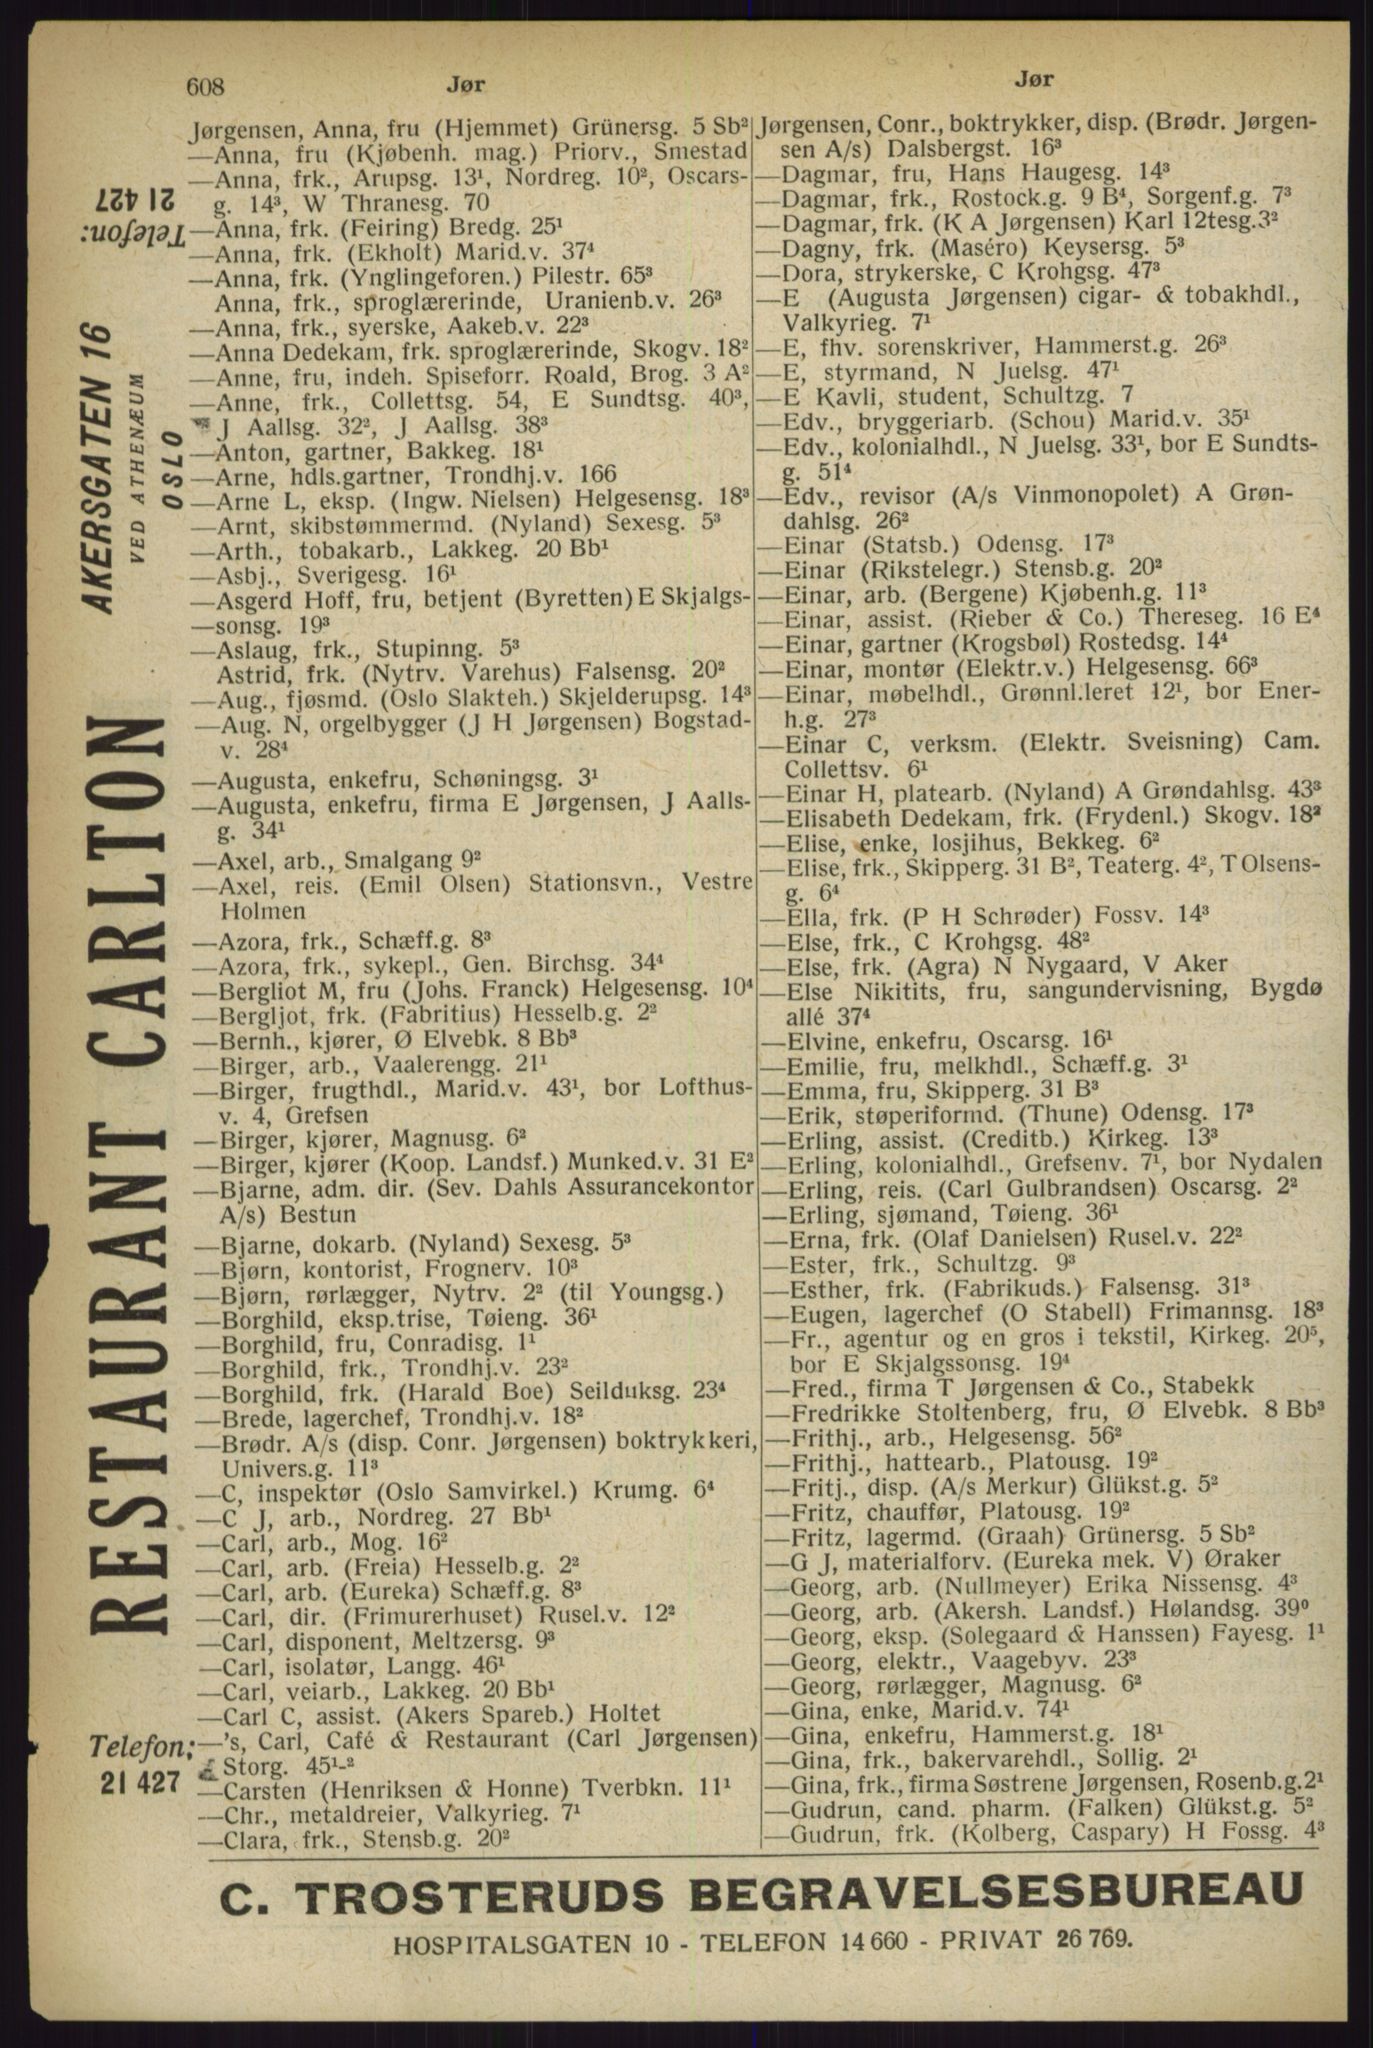 608
Jør
Jør
Jørgensen, Anna, fru (Hjemmet) Grünersg. 5 Sb²
—Anna, fru (Kjøbenh. mag.) Priorv., Smestad
—Anna, frk., Arupsg. 13¹, Nordreg. 10², Oscars-
g. 14³, W Thranesg. 70
—Anna, frk. (Feiring) Bredg. 25¹
—Anna, frk. (Ekholt) Marid.v. 37⁴
—Anna, frk. (Ynglingeforen.) Pilestr. 65³
Anna, frk., sproglærerinde, Uranienb.v. 26³
—Anna, frk., syerske, Aakeb.v. 22³
—Anna Dedekam, frk. sproglærerinde, Skogv. 18²
—Anne, fru, indeh. Spiseforr. Roald, Brog. 3 A²
—Anne, frk., Collettsg. 54, E Sundtsg. 40³,
J Aallsg. 32², J Aallsg. 38³
—Anton, gartner, Bakkeg. 18¹
—Arne, hdls.gartner, Trondhj.v. 166
—Arne L, eksp. (Ingw. Nielsen) Helgesensg. 18³
—Arnt, skibstømmermd. (Nyland) Sexesg. 5³
—Arth., tobakarb., Lakkeg. 20 Bb¹
—Asbj., Sverigesg. 16¹
—Asgerd Hoff, fru, betjent (Byretten) E Skjalgs-
—sonsg. 19³
—Aslaug, frk., Stupinng. 5³
Astrid, frk. (Nytrv. Varehus) Falsensg. 20²
—Aug., fjøsmd. (Oslo Slakteh.) Skjelderupsg. 14³
—Aug. N, orgelbygger (J H Jørgensen) Bogstad-
v. 28⁴
—Augusta, enkefru, Schøningsg. 3¹
—Augusta, enkefru, firma E Jørgensen, J Aalls-
g. 34¹
—Axel, arb., Smalgang 9²
—Axel, reis. (Emil Olsen) Stationsvn., Vestre
Holmen
—Azora, frk., Schæff.g. 8³
—Azora, frk., sykepl., Gen. Birchsg. 34⁴
—Bergliot M, fru (Johs. Franck) Helgesensg. 10⁴
—Bergljot, frk. (Fabritius) Hesselb.g. 2²
—Bernh., kjører, Ø Elvebk. 8 Bb³
—Birger, arb., Vaalerengg. 21¹
—Birger, frugthdl., Marid.v. 43¹, bor Lofthus-
v. 4, Grefsen
—Birger, kjører, Magnusg. 6²
—Birger, kjører (Koop. Landsf.) Munked.v. 31 E²
—Bjarne, adm. dir. (Sev. Dahls Assurancekontor
A/s) Bestun
—Bjarne, dokarb. (Nyland) Sexesg. 5³
—Bjørn, kontorist, Frognerv. 10³
—Bjørn, rørlægger, Nytrv. 2² (til Youngsg.)
—Borghild, eksp.trise, Tøieng. 36¹
—Borghild, fru, Conradisg. 1¹
—Borghild, frk., Trondhj.v. 23²
—Borghild, frk. (Harald Boe) Seilduksg. 23⁴
—Brede, lagerchef, Trondhj.v. 18²
—Brødr. A/s (disp. Conr. Jørgensen) boktrykkeri,
Univers.g. 11³
—C, inspektør (Oslo Samvirkel.) Krumg. 6⁴
—C J, arb., Nordreg. 27 Bb¹
—Carl, arb., Mog. 16²
—Carl, arb. (Freia) Hesselb.g. 2²
—Carl, arb. (Eureka) Schæff.g. 8³
—Carl, dir. (Frimurerhuset) Rusel.v. 12²
—Carl, disponent, Meltzersg. 9³
—Carl, isolatør, Langg. 46¹
—Carl, veiarb., Lakkeg. 20 Bb¹
—Carl C, assist. (Akers Spareb.) Holtet
—'s, Carl, Café & Restaurant (Carl Jørgensen)
Storg. 45¹-²
—Carsten (Henriksen & Honne) Tverbkn. 11¹
—Chr., metaldreier, Valkyrieg. 7¹
—Clara, frk., Stensb.g. 20²
Jørgensen, Conr., boktrykker, disp. (Brødr. Jørgen-
sen A/s) Dalsbergst. 16³
—Dagmar, fru, Hans Haugesg. 14³
—Dagmar, frk., Rostock.g. 9 B⁴, Sorgenf.g. 7³
—Dagmar, frk. (K A Jørgensen) Karl 12tesg.3²
—Dagny, frk. (Maséro) Keysersg. 5³
—Dora, strykerske, C Krohgsg. 47³
—E (Augusta Jørgensen) cigar- & tobakhdl.,
Valkyrieg. 7¹
—E, fhv. sorenskriver, Hammerst.g. 26³
—E, styrmand, N Juelsg. 47¹
—E Kavli, student, Schultzg. 7
—Edv., bryggeriarb. (Schou) Marid.v. 35¹
—Edv., kolonialhdl., N Juelsg. 33¹, bor E Sundts-
g. 51⁴
—Edv., revisor (A/s Vinmonopolet) A Grøn-
dahlsg. 26²
—Einar (Statsb.) Odensg. 17³
—Einar (Rikstelegr.) Stensb.g. 20²
—Einar, arb. (Bergene) Kjøbenh.g. 11³
—Einar, assist. (Rieber & Co.) Thereseg. 16 E⁴
—Einar, gartner (Krogsbøl) Rostedsg. 14⁴
—Einar, montør (Elektr.v.) Helgesensg. 66³
—Einar, møbelhdl., Grønnl.leret 12¹, bor Ener-
h.g. 27³
—Einar C, verksm. (Elektr. Sveisning) Cam.
Collettsv. 6¹
—Einar H, platearb. (Nyland) A Grøndahlsg. 43³
—Elisabeth Dedekam, frk. (Frydenl.) Skogv. 18²
—Elise, enke, losjihus, Bekkeg. 6²
—Elise, frk., Skipperg. 31 B², Teaterg. 4², T Olsens-
g. 6⁴
—Ella, frk. (P H Schrøder) Fossv. 14³
—Else, frk., C Krohgsg. 48²
—Else, frk. (Agra) N Nygaard, V Aker
—Else Nikitits, fru, sangundervisning, Bygdø
allé 37⁴
—Elvine, enkefru, Oscarsg. 16¹
—Emilie, fru, melkhdl., Schæff.g. 3¹
—Emma, fru, Skipperg. 31 B³
—Erik, støperiformd. (Thune) Odensg. 17³
—Erling, assist. (Creditb.) Kirkeg. 13³
—Erling, kolonialhdl., Grefsenv. 7¹, bor Nydalen
—Erling, reis. (Carl Gulbrandsen) Oscarsg. 2²
—Erling, sjømand, Tøieng. 36¹
—Erna, frk. (Olaf Danielsen) Rusel.v. 22²
—Ester, frk., Schultzg. 9³
—Esther, frk. (Fabrikuds.) Falsensg. 31³
—Eugen, lagerchef (O Stabell) Frimannsg. 18³
—Fr., agentur og en gros i tekstil, Kirkeg. 20⁵,
bor E Skjalgssonsg. 19⁴
—Fred., firma T Jørgensen & Co., Stabekk
—Fredrikke Stoltenberg, fru, Ø Elvebk. 8 Bb³
—Frithj., arb., Helgesensg. 56²
—Frithj., hattearb., Platousg. 19²
—Fritj., disp. (A/s Merkur) Glükst.g. 5²
—Fritz, chauffør, Platousg. 19²
—Fritz, lagermd. (Graah) Grünersg. 5 Sb²
—G J, materialforv. (Eureka mek. V) Øraker
—Georg, arb. (Nullmeyer) Erika Nissensg. 4³
—Georg, arb. (Akersh. Landsf.) Hølandsg. 39⁰
—Georg, eksp. (Solegaard & Hanssen) Fayesg. 1¹
—Georg, elektr., Vaagebyv. 23³
—Georg, rørlægger, Magnusg. 6²
—Gina, enke, Marid.v. 74¹
—Gina, enkefru, Hammerst.g. 18¹
—Gina, frk., bakervarehdl., Sollig. 2¹
—Gina, frk., firma Søstrene Jørgensen, Rosenb.g.2¹
—Gudrun, cand. pharm. (Falken) Glükst.g. 5²
—Gudrun, frk. (Kolberg, Caspary) H Fossg. 4³
Telefon:
21 427
AKERSGATEN 16
VED ATHENÆUM
OSLO
RESTAURANT CARLTON
Telefon:
21 427
C. TROSTERUDS BEGRAVELSESBUREAU
HOSPITALSGATEN 10 - TELEFON 14 660 - PRIVAT 26 769.